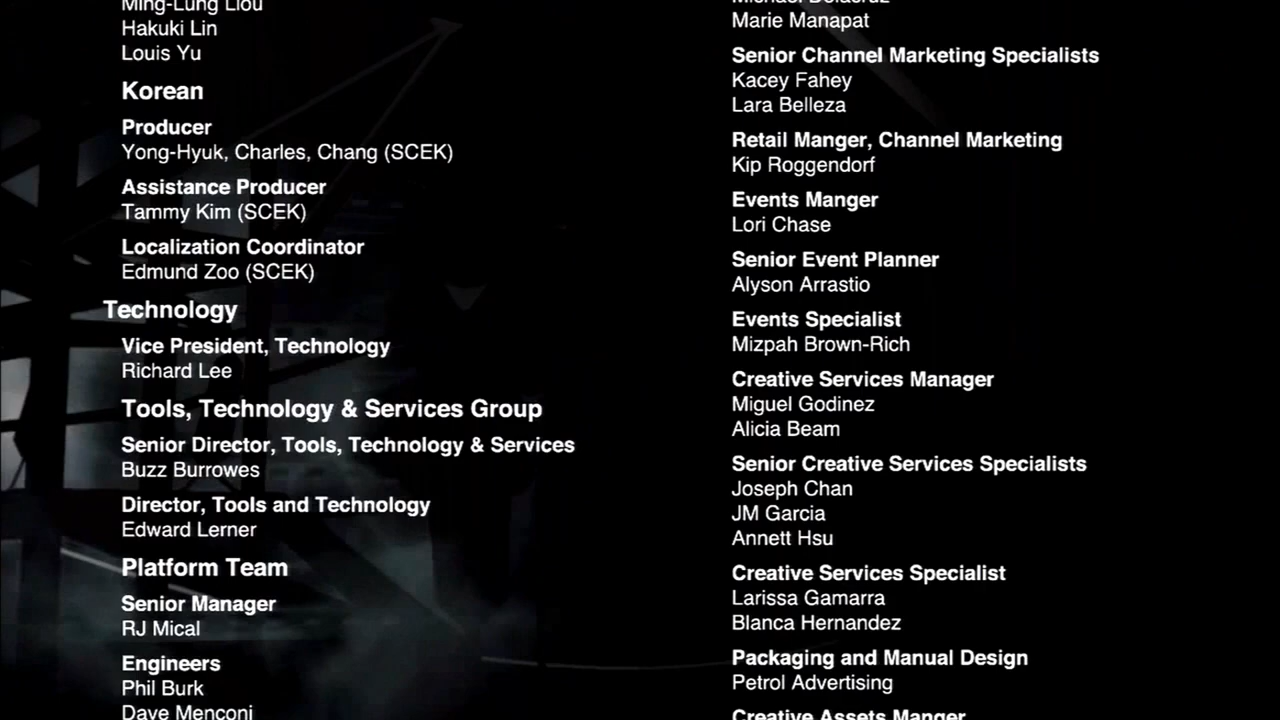 Ming-Lung Liou
Hakuki Lin
Louis Yu
Korean
Producer
Yong-Hyuk, Charles, Chang (SCEK)
Assistance Producer
Tammy Kim (SCEK)
Localization Coordinator
Edmund Zoo (SCEK)
Technology
Vice President, Technology
Richard Lee
Tools, Technology & Services Group
Senior Director, Tools, Technology & Services
Buzz Burrowes
Director, Tools and Technology
Edward Lerner
Platform Team
Senior Manager
RJ Mical
Engineers
Phil Burk
Dave Menconi
Michael Delacruz
Marie Manapat
Senior Channel Marketing Specialists
Kacey Fahey
Lara Belleza
Retail Manger, Channel Marketing
Kip Roggendorf
Events Manger
Lori Chase
Senior Event Planner
Alyson Arrastio
Events Specialist
Mizpah Brown-Rich
Creative Services Manager
Miguel Godinez
Alicia Beam
Senior Creative Services Specialists
Joseph Chan
JM Garcia
Annett Hsu
Creative Services Specialist
Larissa Gamarra
Blanca Hernandez
Packaging and Manual Design
Petrol Advertising
Creative Assets Manger